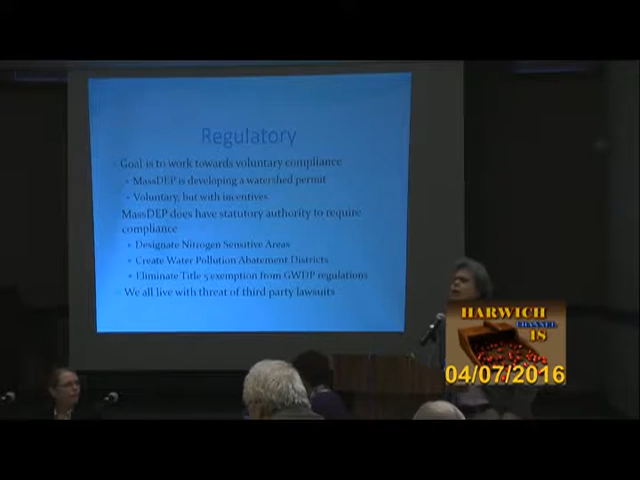 Regulatory
Goal is to work towards voluntary compliance
• MassDEP is developing a watershed permit
• Voluntary, but with incentives
MassDEP does have statutory authority to require
compliance
• Designate Nitrogen Sensitive Areas
• Create Water Pollution Abatement Districts
• Eliminate Title 5 exemption from GWDP regulations
We all live with threat of third party lawsuits
HARWICH
CHANNEL
18
04/07/2016